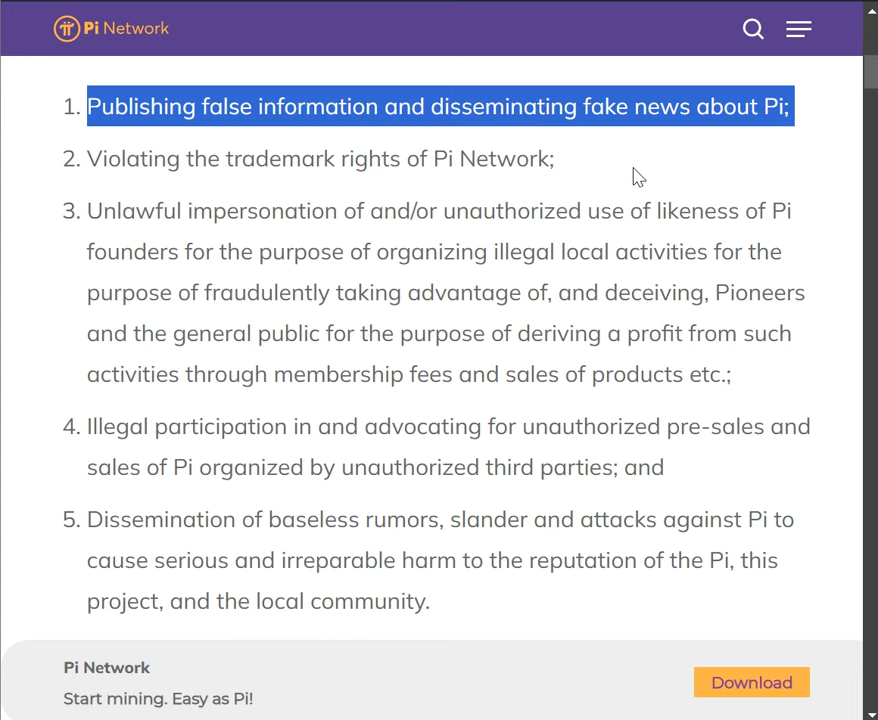 Pi Network
1. Publishing false information and disseminating fake news about Pi;
2. Violating the trademark rights of Pi Network;
3. Unlawful impersonation of and/or unauthorized use of likeness of Pi
founders for the purpose of organizing illegal local activities for the
purpose of fraudulently taking advantage of, and deceiving, Pioneers
and the general public for the purpose of deriving a profit from such
activities through membership fees and sales of products etc.;
4. Illegal participation in and advocating for unauthorized pre-sales and
sales of Pi organized by unauthorized third parties; and
5. Dissemination of baseless rumors, slander and attacks against Pi to
cause serious and irreparable harm to the reputation of the Pi, this
project, and the local community.
Pi Network
Start mining. Easy as Pi!
Download